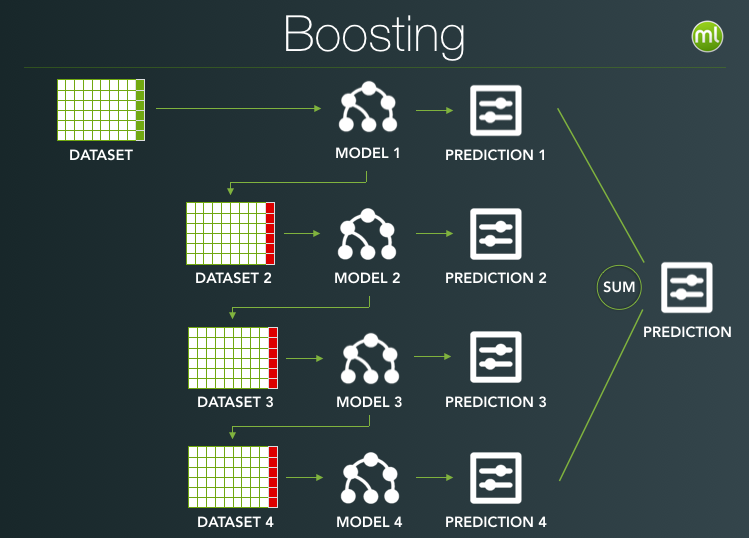 Boosting
ml
DATASET
MODEL 1
PREDICTION 1
DATASET 2
MODEL 2
PREDICTION 2
SUM
PREDICTION
DATASET 3
MODEL 3
PREDICTION 3
DATASET 4
MODEL 4
PREDICTION 4